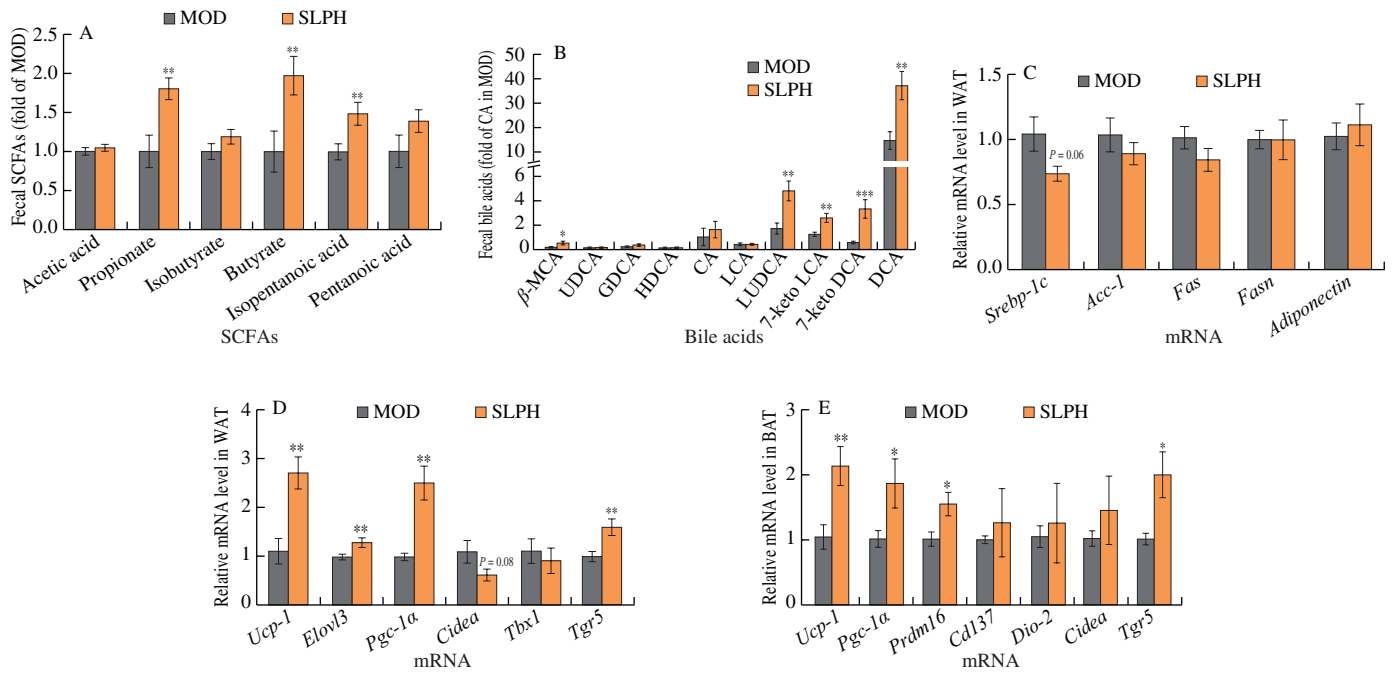 A
MOD
SLPH
Fecal SCFAs (fold of MOD)
2.5
2.0
1.5
1.0
0.5
0.0
**
**
**
Acetic acid
Propionate
Isobutyrate
Butyrate
Isopentanoic acid
Pentanoic acid
SCFAs
B
MOD
SLPH
Fecal bile acids (fold of CA in MOD)
50
40
30
20
10
6
4
2
0
*
**
**
***
**
β-MCA
UDCA
GDCA
HDCA
CA
LCA
LUDCA
7-keto LCA
7-keto DCA
DCA
Bile acids
C
MOD
SLPH
Relative mRNA level in WAT
1.5
1.0
0.5
0.0
P = 0.06
Srebp-1c
Acc-1
Fas
Fasn
Adiponectin
mRNA
D
MOD
SLPH
Relative mRNA level in WAT
4
3
2
1
0
**
**
**
P = 0.08
**
Ucp-1
Elovl3
Pgc-1α
Cidea
Tbx1
Tgr5
mRNA
E
MOD
SLPH
Relative mRNA level in BAT
3
2
1
0
**
*
*
*
Ucp-1
Pgc-1α
Prdm16
Cd137
Dio-2
Cidea
Tgr5
mRNA